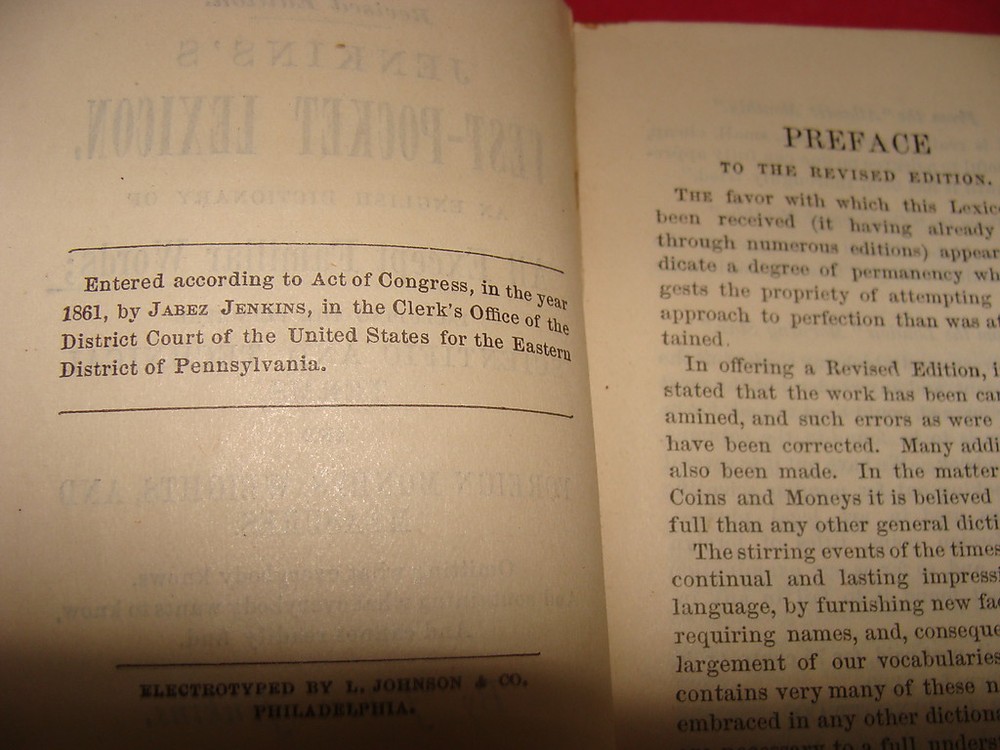 Entered according to Act of Congress, in the year
1861, by JABEZ JENKINS, in the Clerk's Office of the
District Court of the United States for the Eastern
District of Pennsylvania.
ELECTROTYPED BY L. JOHNSON & CO.
PHILADELPHIA.
PREFACE
TO THE REVISED EDITION.
THE favor with which this Lexic
been received (it having already
through numerous editions) appear
dicate a degree of permanency wh
gests the propriety of attempting
approach to perfection than was at
tained.
In offering a Revised Edition, i
stated that the work has been car
amined, and such errors as were
have been corrected. Many addi
also been made. In the matter
Coins and Moneys it is believed
full than any other general dicti
The stirring events of the times
continual and lasting impressi
language, by furnishing new fac
requiring names, and, conseque
largement of our vocabularies
contains very many of these n
embraced in any other diction